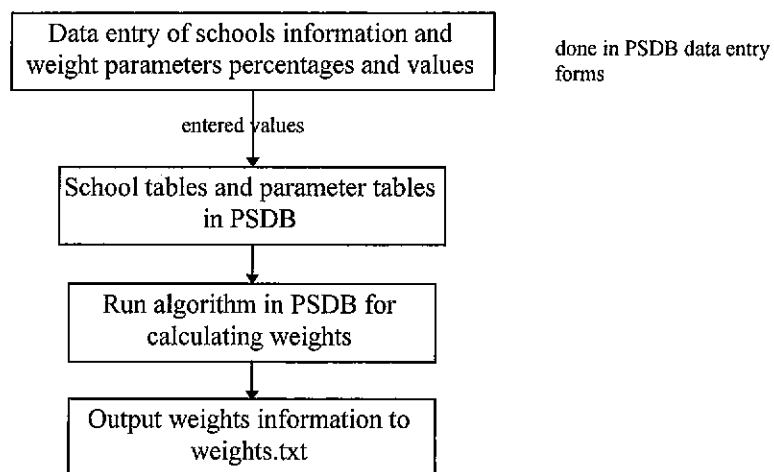 Data entry of schools information and
weight parameters percentages and values
done in PSDB data entry
forms
entered values
School tables and parameter tables
in PSDB
Run algorithm in PSDB for
calculating weights
Output weights information to
weights.txt